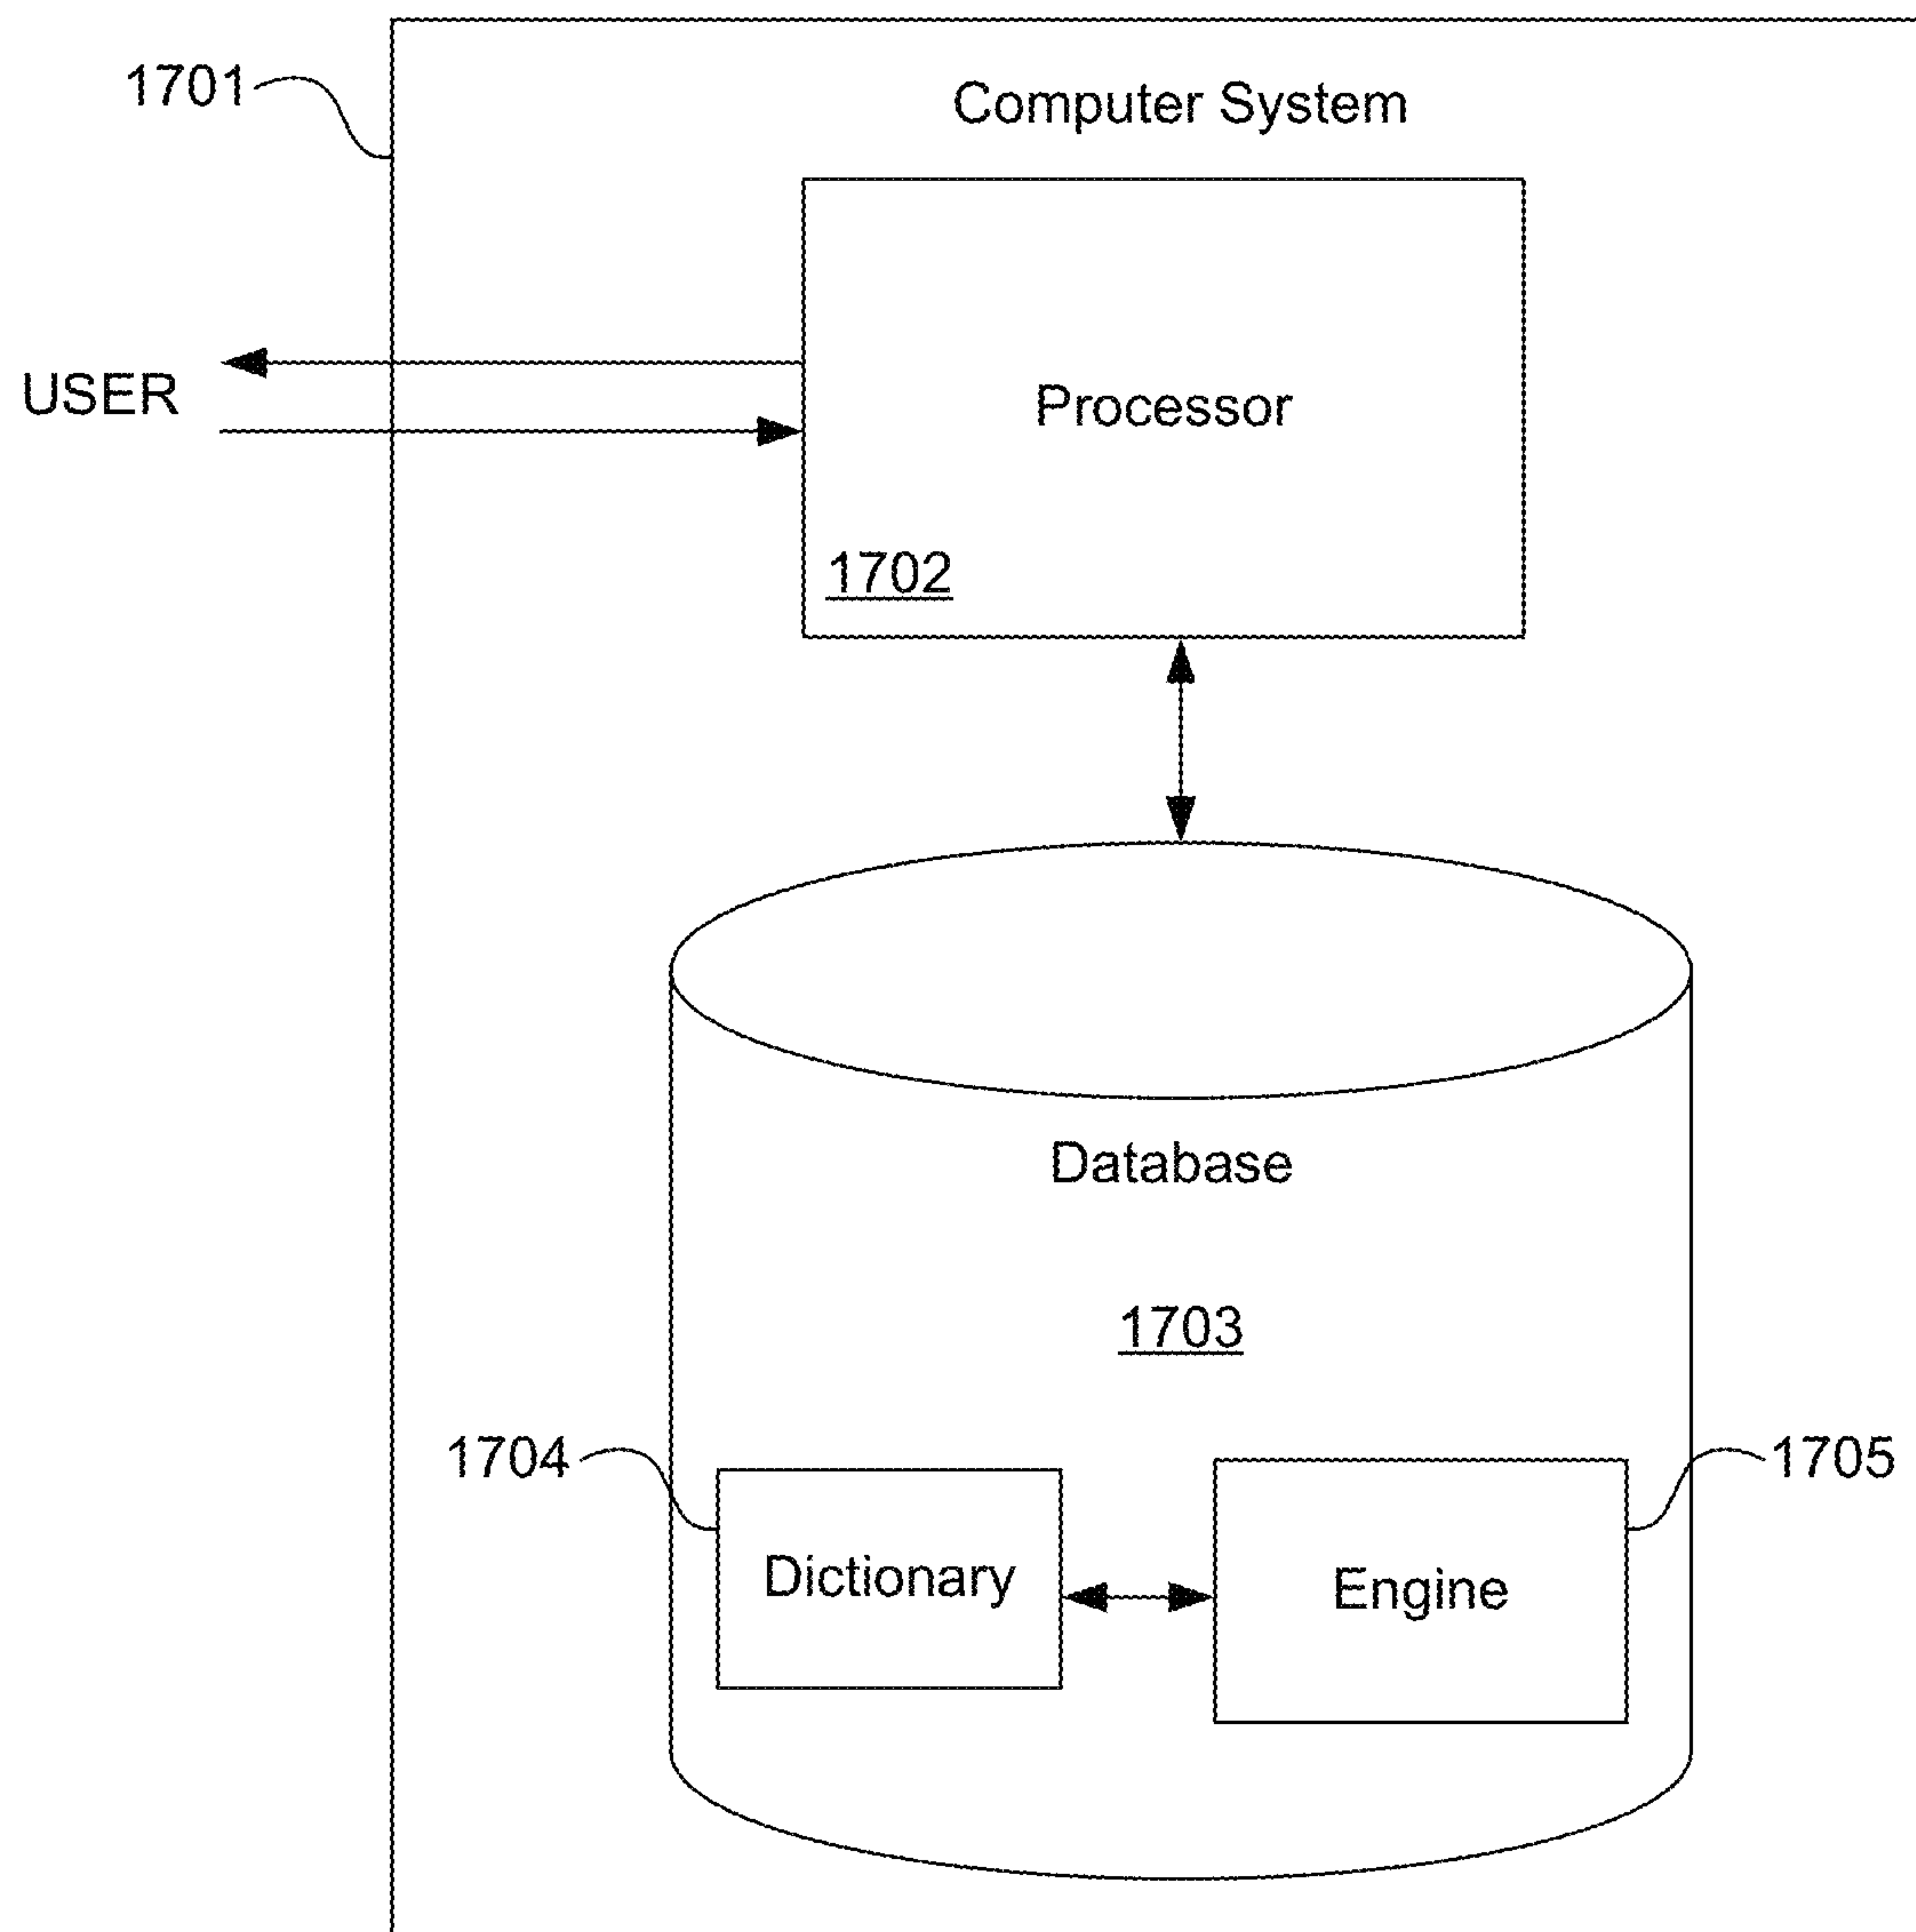 1701
Computer System
USER
Processor
1702
Database
1703
1704
1705
Dictionary
Engine